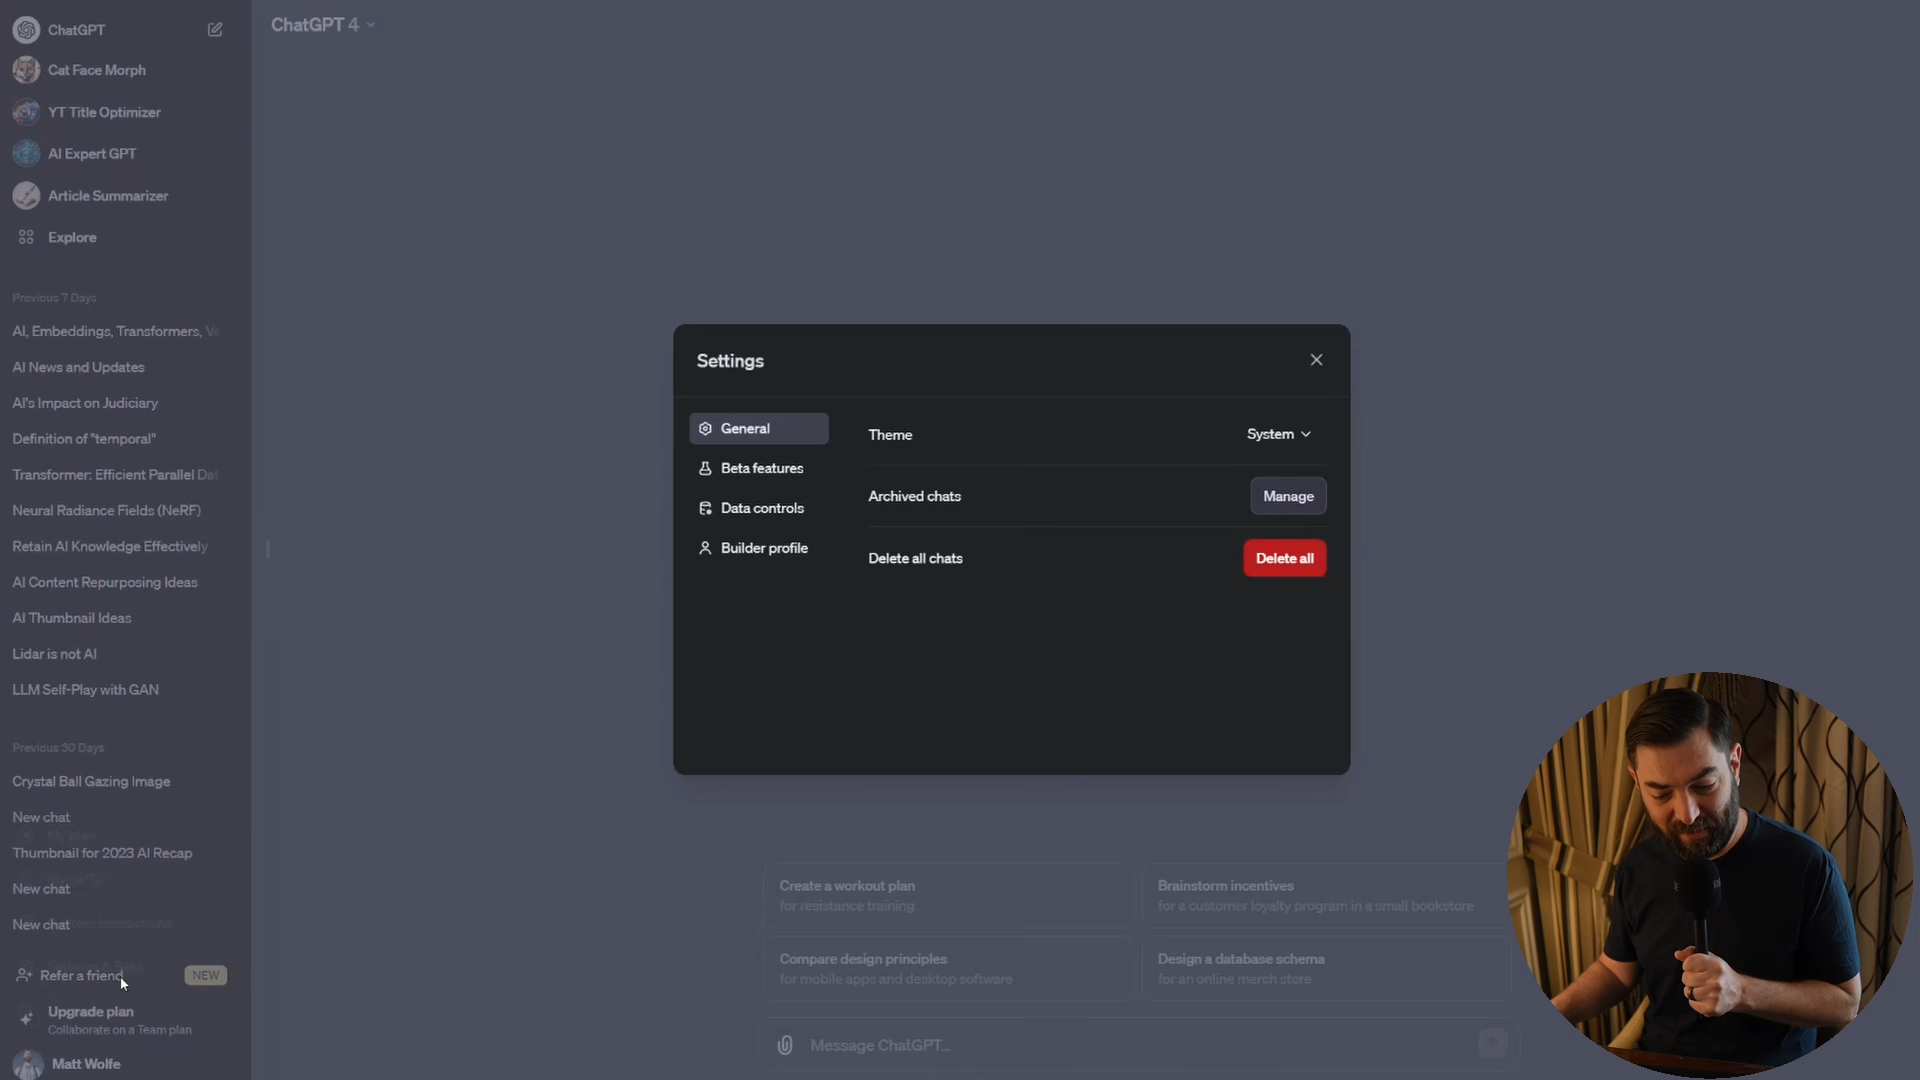 ChatGPT
Cat Face Morph
YT Title Optimizer
AI Expert GPT
Article Summarizer
Explore
Previous 7 Days
AI, Embeddings, Transformers, Ve
AI News and Updates
AI's Impact on Judiciary
Definition of "temporal"
Transformer: Efficient Parallel Dat
Neural Radiance Fields (NeRF)
Retain AI Knowledge Effectively
AI Content Repurposing Ideas
AI Thumbnail Ideas
Lidar is not AI
LLM Self-Play with GAN
Previous 30 Days
Crystal Ball Gazing Image
New chat
Thumbnail for 2023 AI Recap
New chat
New chat
Refer a friend
NEW
Upgrade plan
Collaborate on a Team plan
Matt Wolfe
ChatGPT 4
Settings
General
Beta features
Data controls
Builder profile
Theme
System
Archived chats
Manage
Delete all chats
Delete all
Create a workout plan
for resistance training
Brainstorm incentives
for a customer loyalty program in a small bookstore
Compare design principles
for mobile apps and desktop software
Design a database schema
for an online merch store
Message ChatGPT...